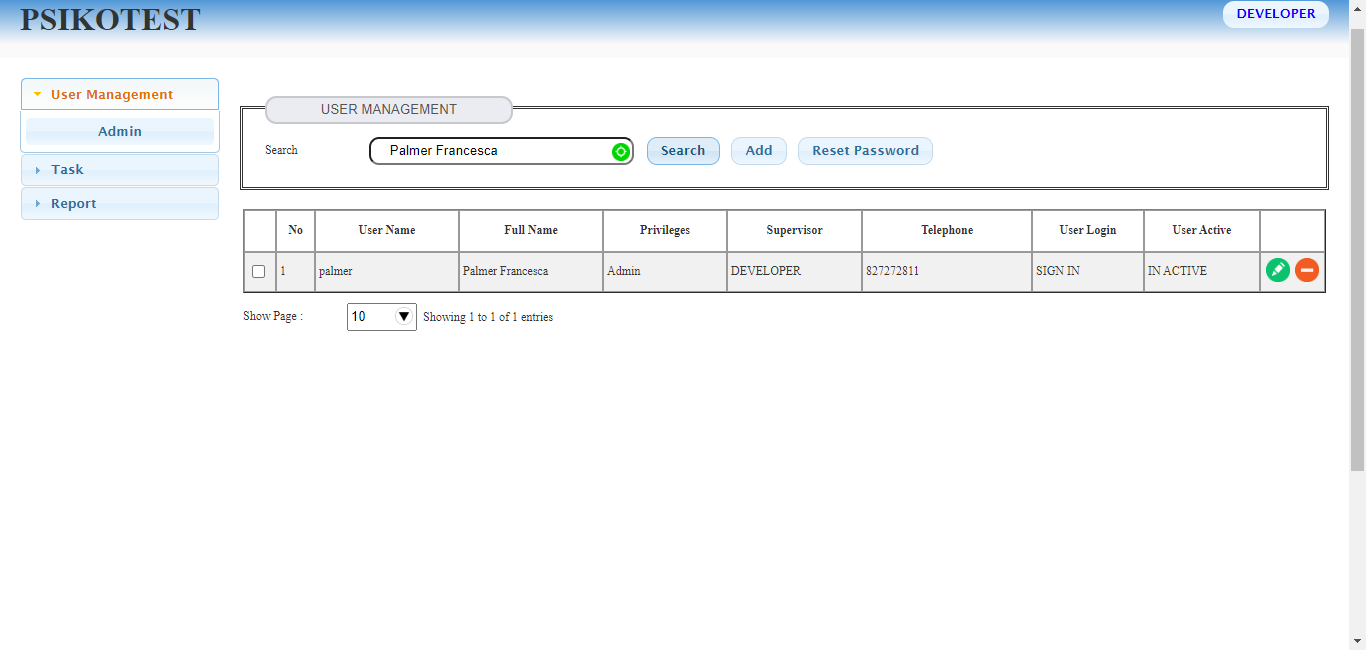 PSIKOTEST
DEVELOPER
User Management
Admin
Task
Report
USER MANAGEMENT
Search Palmer Francesca Search Add Reset Password
No User Name Full Name Privileges Supervisor Telephone User Login User Active
1 palmer Palmer Francesca Admin DEVELOPER 827272811 SIGN IN IN ACTIVE
Show Page : 10 Showing 1 to 1 of 1 entries